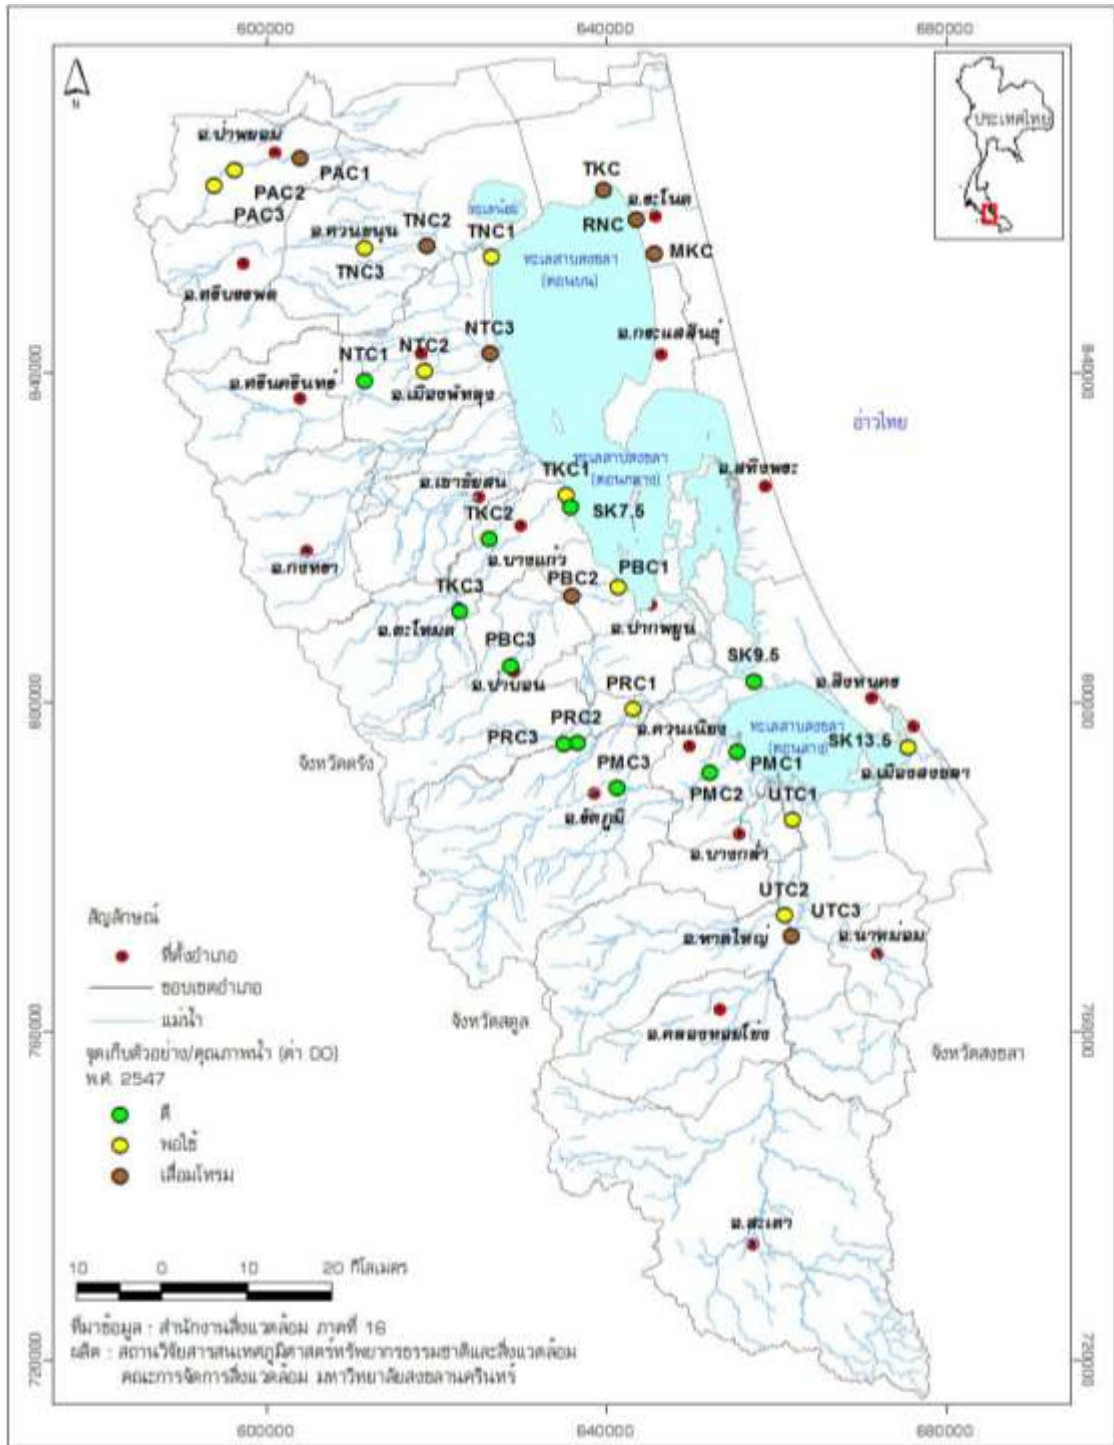 600000
640000
680000
N
ประเทศไทย
อ.ป่าพยอม
PAC1
PAC2
PAC3
TKC
อ.ระโนด
RNC
MKC
ทะเลน้อย
TNC2
TNC1
อ.ควนขนุน
TNC3
ทะเลสาบสงขลา
(ตอนบน)
อ.ศรีบรรพต
NTC3
NTC2
NTC1
อ.กระแสสินธุ์
840000
840000
อ.ศรีนครินทร์
อ.เมืองพัทลุง
อ่าวไทย
ทะเลสาบสงขลา
(ตอนกลาง)
อ.สทิงพระ
TKC1
อ.เขาชัยสน
TKC2
SK7.5
อ.บางแก้ว
อ.กงหรา
PBC1
PBC2
TKC3
อ.ปากพะยูน
อ.ตะโหมด
PBC3
SK9.5
อ.ป่าบอน
อ.สิงหนคร
PRC1
800000
800000
PRC2
อ.ควนเนียง
ทะเลสาบสงขลา
(ตอนล่าง)
PRC3
SK13.5
จังหวัดตรัง
PMC3
PMC1
อ.เมืองสงขลา
PMC2
UTC1
อ.รัตภูมิ
อ.บางกล่ำ
UTC2
UTC3
อ.หาดใหญ่
อ.นาหม่อม
จังหวัดสตูล
อ.คลองหอยโข่ง
จังหวัดสงขลา
760000
760000
สัญลักษณ์
ที่ตั้งอำเภอ
ขอบเขตอำเภอ
แม่น้ำ
จุดเก็บตัวอย่าง/คุณภาพน้ำ (ค่า DO)
พ.ศ. 2547
ดี
พอใช้
เสื่อมโทรม
อ.สะเดา
10 0 10 20 กิโลเมตร
ที่มาข้อมูล : สำนักงานสิ่งแวดล้อม ภาคที่ 16
ผลิต : สถานวิจัยสารสนเทศภูมิศาสตร์ทรัพยากรธรรมชาติและสิ่งแวดล้อม
คณะการจัดการสิ่งแวดล้อม มหาวิทยาลัยสงขลานครินทร์
720000
720000
600000
640000
680000